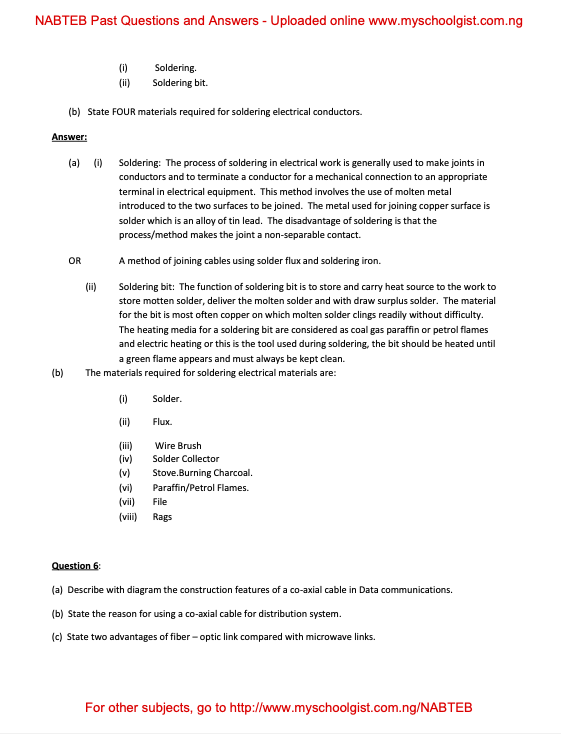 NABTEB Past Questions and Answers - Uploaded online www.myschoolgist.com.ng
(i) Soldering.
(ii) Soldering bit.
(b) State FOUR materials required for soldering electrical conductors.
Answer:
(a) (i) Soldering: The process of soldering in electrical work is generally used to make joints in
conductors and to terminate a conductor for a mechanical connection to an appropriate
terminal in electrical equipment. This method involves the use of molten metal
introduced to the two surfaces to be joined. The metal used for joining copper surface is
solder which is an alloy of tin lead. The disadvantage of soldering is that the
process/method makes the joint a non-separable contact.
OR A method of joining cables using solder flux and soldering iron.
(ii) Soldering bit: The function of soldering bit is to store and carry heat source to the work to
store motten solder, deliver the molten solder and with draw surplus solder. The material
for the bit is most often copper on which molten solder clings readily without difficulty.
The heating media for a soldering bit are considered as coal gas paraffin or petrol flames
and electric heating or this is the tool used during soldering, the bit should be heated until
a green flame appears and must always be kept clean.
(b) The materials required for soldering electrical materials are:
(i) Solder.
(ii) Flux.
(iii) Wire Brush
(iv) Solder Collector
(v) Stove.Burning Charcoal.
(vi) Paraffin/Petrol Flames.
(vii) File
(viii) Rags
Question 6:
(a) Describe with diagram the construction features of a co-axial cable in Data communications.
(b) State the reason for using a co-axial cable for distribution system.
(c) State two advantages of fiber – optic link compared with microwave links.
For other subjects, go to http://www.myschoolgist.com.ng/NABTEB